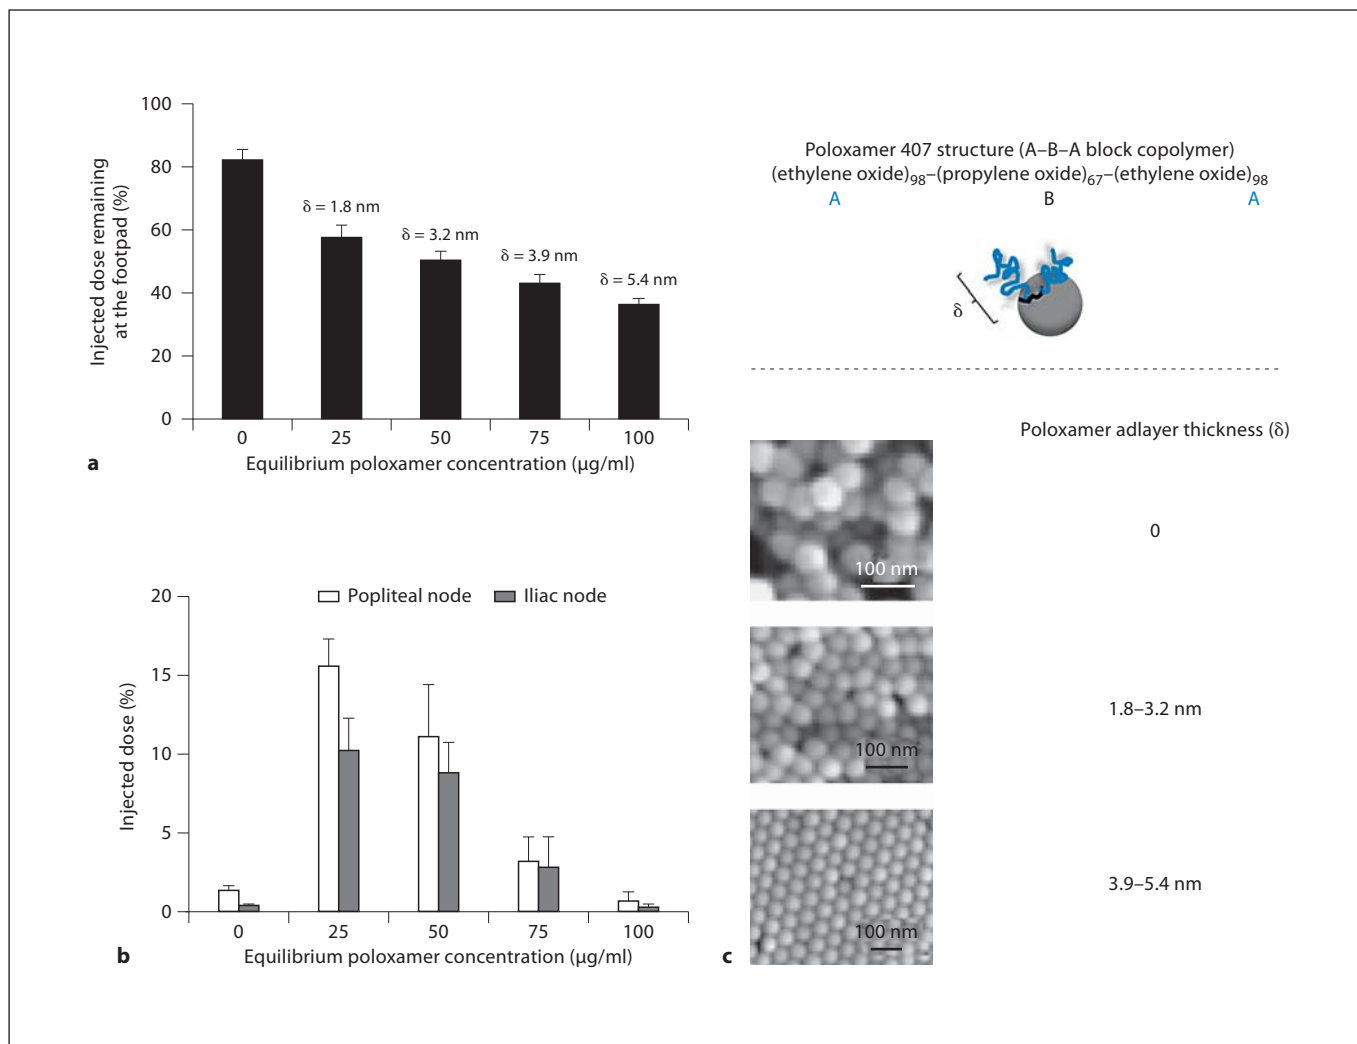 100
80
60
40
20
0
Injected dose remaining
at the footpad (%)
δ = 1.8 nm
δ = 3.2 nm
δ = 3.9 nm
δ = 5.4 nm
0 25 50 75 100
a Equilibrium poloxamer concentration (µg/ml)
Popliteal node Iliac node
20
15
10
5
0
Injected dose (%)
0 25 50 75 100
b Equilibrium poloxamer concentration (µg/ml)
Poloxamer 407 structure (A–B–A block copolymer)
(ethylene oxide)98–(propylene oxide)67–(ethylene oxide)98
A B A
δ
Poloxamer adlayer thickness (δ)
0
100 nm
1.8–3.2 nm
100 nm
3.9–5.4 nm
100 nm
c